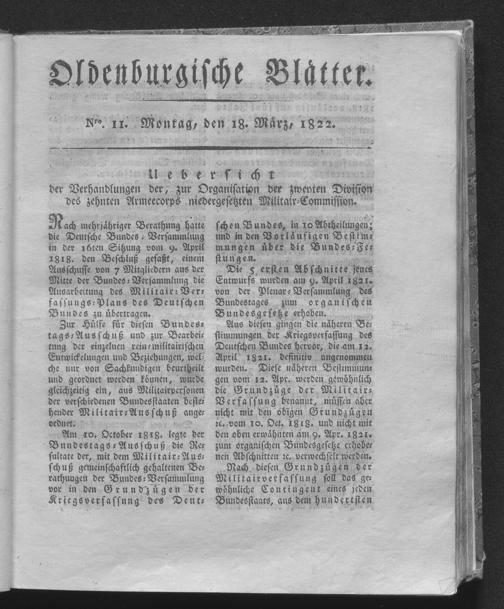 Oldenburgische Blätter.
Nro. 11. Montag, den 18. März, 1822.
Uebersicht
der Verhandlungen der, zur Organisation der zweyten Division
des zehnten Armeecorps niedergesetzten Militair-Commission.
Nach mehrjähriger Berathung hatte
die Deutsche Bundes-Versammlung
in der 16ten Sitzung vom 9. April
1818. den Beschluß gefaßt, einem
Ausschusse von 7 Mitgliedern aus der
Mitte der Bundes-Versammlung die
Ausarbeitung des Militair-Ver-
fassungs-Plans des Deutschen
Bundes zu übertragen.
Zur Hülfe für diesen Bundes-
tags-Ausschuß und zur Bearbei-
tung der einzelnen rein-militairischen
Entwickelungen und Beziehungen, wel-
che nur von Sachkundigen beurtheilt
und geordnet werden können, wurde
gleichzeitig ein, aus Militairpersonen
der verschiedenen Bundesstaaten beste-
hender Militair-Ausschuß ange-
ordnet.
Am 10. October 1818. legte der
Bundestags-Ausschuß die Re-
sultate der, mit dem Militair-Aus-
schuß gemeinschaftlich gehaltenen Be-
rathungen der Bundes-Versammlung
vor in den Grundzügen der
Kriegsverfassung des Deut-
schen Bundes, in 10 Abtheilungen;
und in den Vorläufigen Bestim-
mungen über die Bundes-Fe-
stungen.
Die 5 ersten Abschnitte jenes
Entwurfs wurden am 9. April 1821.
von der Plenar-Versammlung des
Bundestages zum organischen
Bundesgesetze erhoben.
Aus diesen gingen die näheren Be-
stimmungen der Kriegsverfassung des
Deutschen Bundes hervor, die am 12.
April 1821. definitiv angenommen
wurden. Diese näheren Bestimmun-
gen vom 12. Apr. werden gewöhnlich
die Grundzüge der Militair-
Verfassung benannt, müssen aber
nicht mit den obigen Grundzügen
ꝛc. vom 10. Oct. 1818. und nicht mit
den oben erwähnten am 9. Apr. 1821.
zum organischen Bundesgesetz erhobe-
nen Abschnitten ꝛc. verwechselt werden.
Nach diesen Grundzügen der
Militairverfassung soll das ge-
wöhnliche Contingent eines jeden
Bundesstaats, aus dem hundertsten